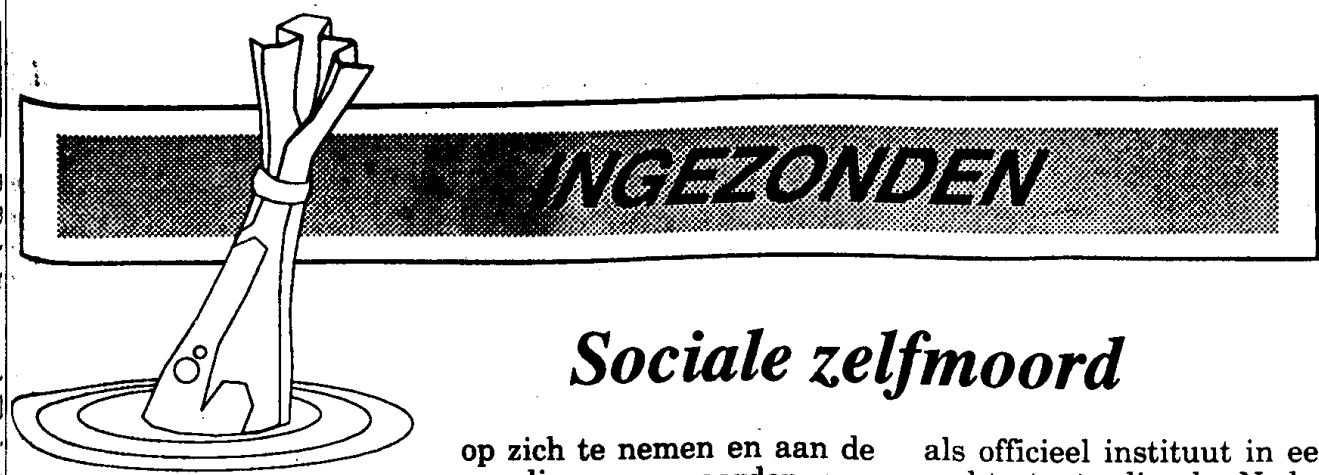 INGEZONDEN
Sociale zelfmoord
op zich te nemen en aan de
als officieel instituut in ee